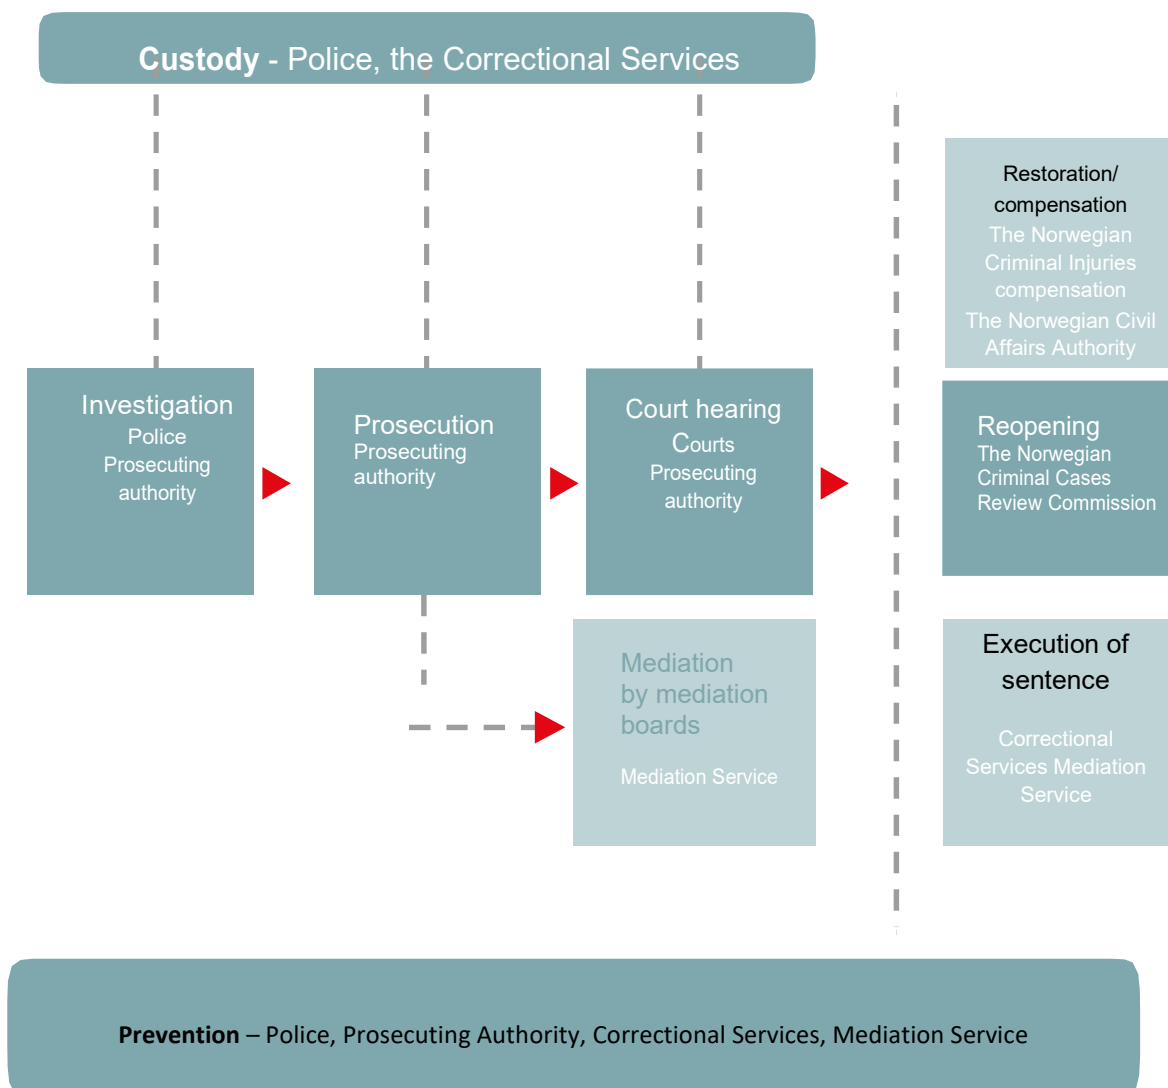 Custody - Police, the Correctional Services
Restoration/
compensation
The Norwegian
Criminal Injuries
compensation
The Norwegian Civil
Affairs Authority
Investigation
Police
Prosecuting
authority
Prosecution
Prosecuting
authority
Court hearing
Courts
Prosecuting
authority
Reopening
The Norwegian
Criminal Cases
Review Commission
Mediation
by mediation
boards
Mediation Service
Execution of
sentence
Correctional
Services Mediation
Service
Prevention – Police, Prosecuting Authority, Correctional Services, Mediation Service